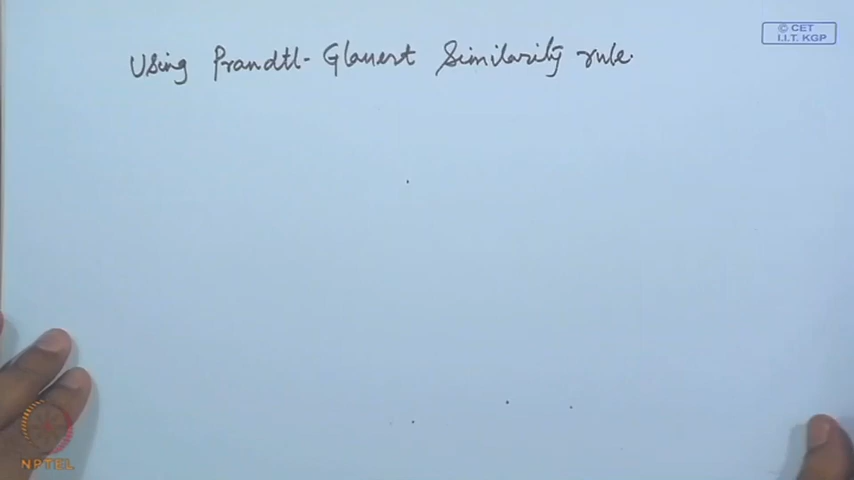 Using Prandtl-Glauert Similarity rule.
© CET
I.I.T. KGP
NPTEL